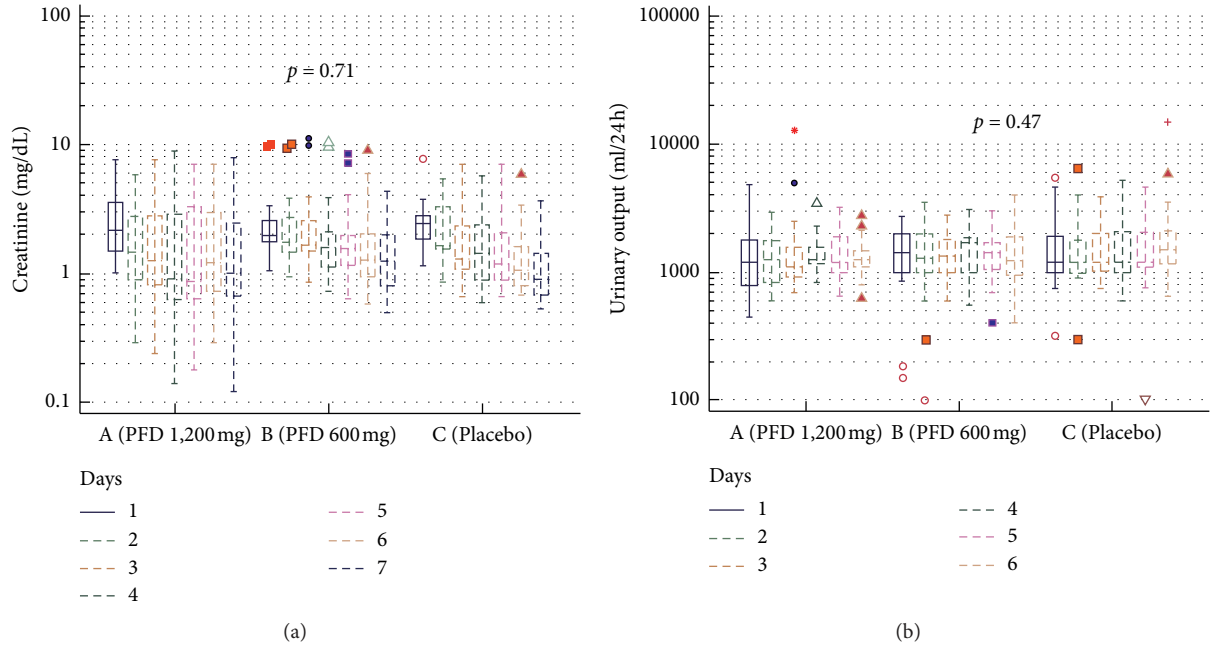 100
10
1
0.1
Creatinine (mg/dL)
p = 0.71
A (PFD 1,200 mg) B (PFD 600 mg) C (Placebo)
Days
1
2
3
4
5
6
7
(a)
100000
10000
1000
100
Urinary output (ml/24 h)
p = 0.47
A (PFD 1,200 mg) B (PFD 600 mg) C (Placebo)
Days
1
2
3
4
5
6
(b)